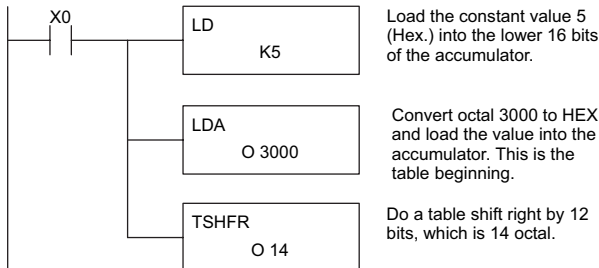 X0
LD
K5
Load the constant value 5
(Hex.) into the lower 16 bits
of the accumulator.
LDA
O 3000
Convert octal 3000 to HEX
and load the value into the
accumulator. This is the
table beginning.
TSHFR
O 14
Do a table shift right by 12
bits, which is 14 octal.